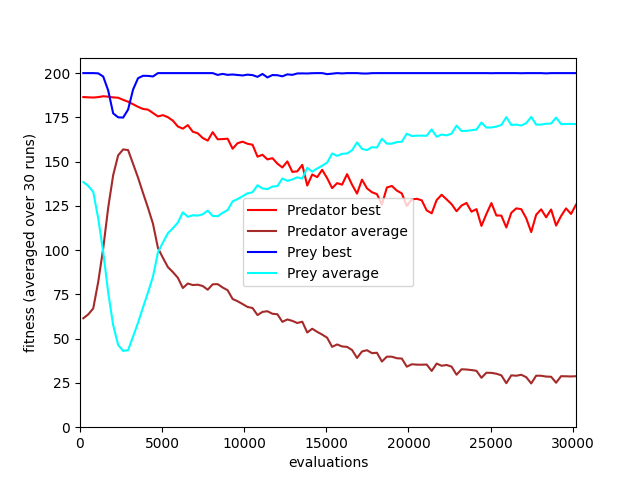 200
175
150
125
100
75
50
25
0
fitness (averaged over 30 runs)
Predator best
Predator average
Prey best
Prey average
0 5000 10000 15000 20000 25000 30000
evaluations